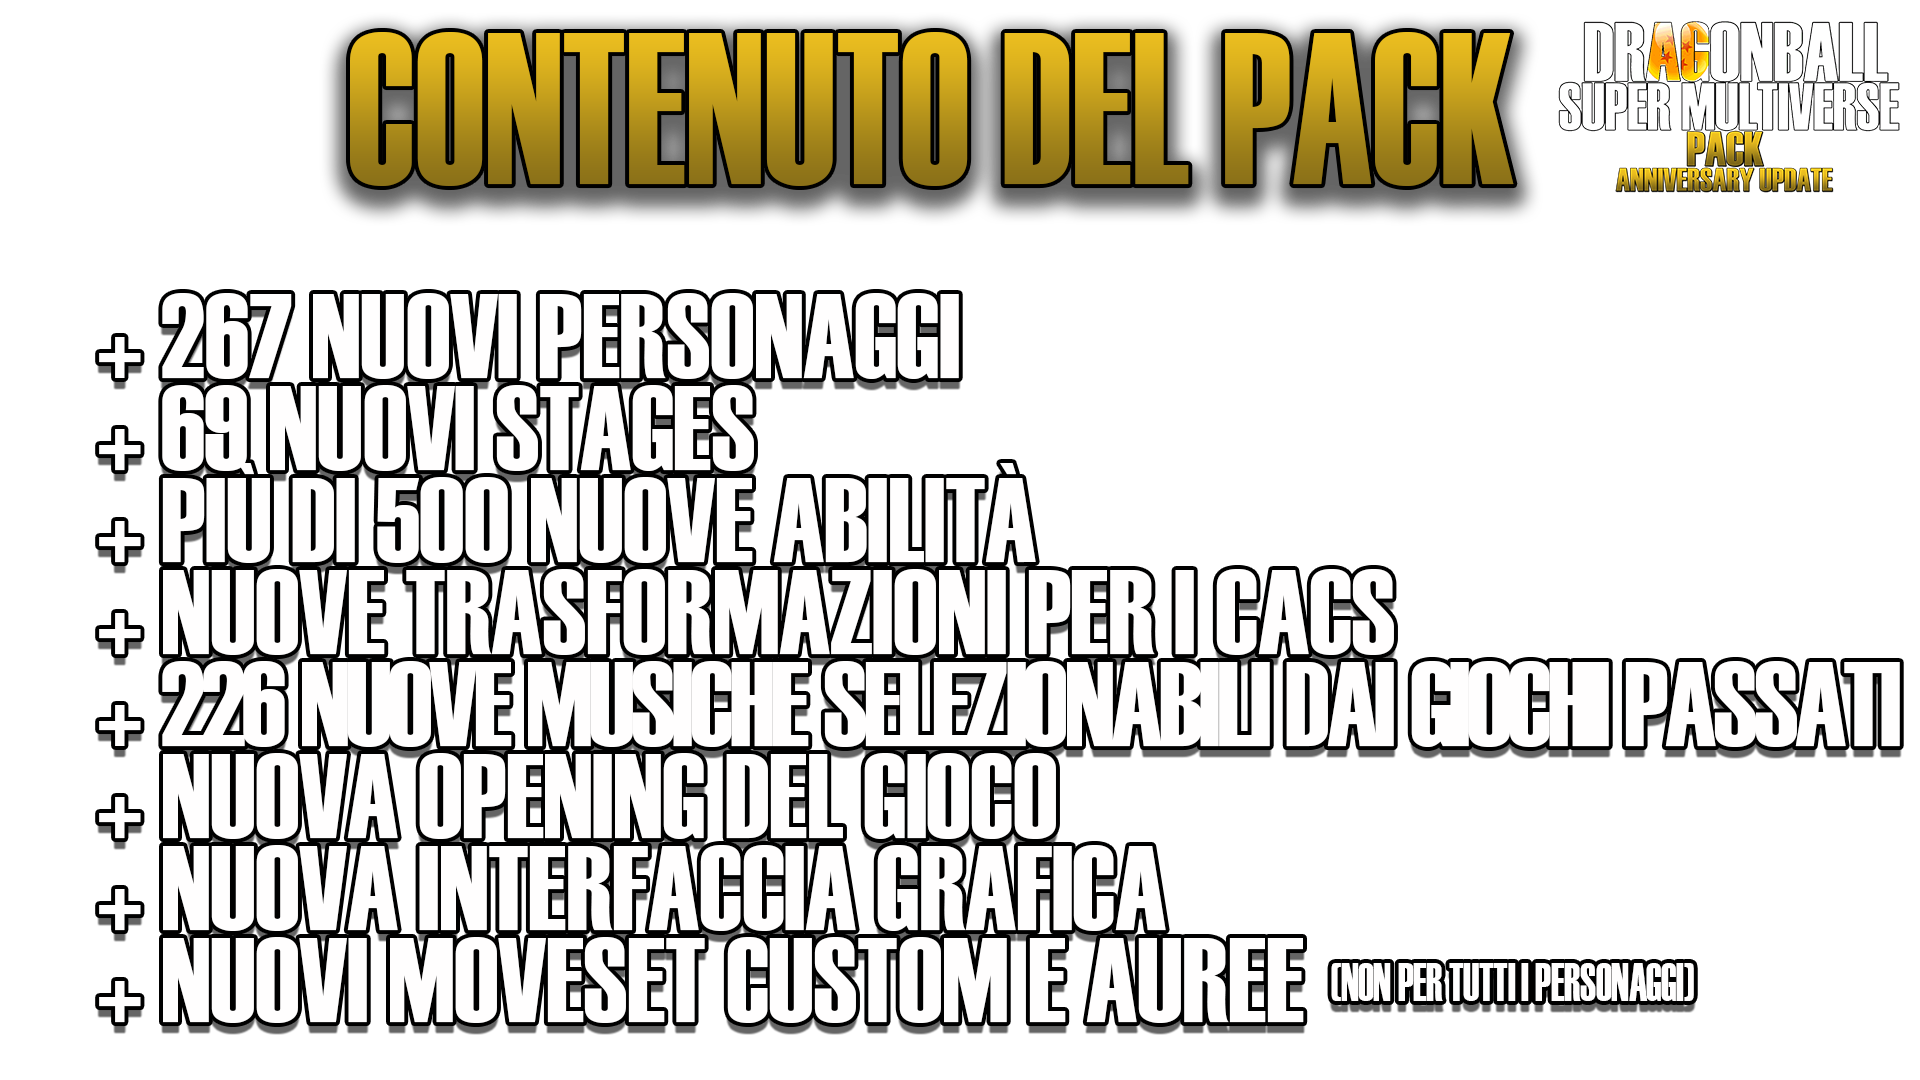 CONTENUTO DEL PACK
DRAGONBALL
SUPER MULTIVERSE
PACK
ANNIVERSARY UPDATE
+ 267 NUOVI PERSONAGGI
+ 69 NUOVI STAGES
+ PIÙ DI 500 NUOVE ABILITÀ
+ NUOVE TRASFORMAZIONI PER I CACS
+ 226 NUOVE MUSICHE SELEZIONABILI DAI GIOCHI PASSATI
+ NUOVA OPENING DEL GIOCO
+ NUOVA INTERFACCIA GRAFICA
+ NUOVI MOVESET CUSTOM E AUREE (NON PER TUTTI I PERSONAGGI)